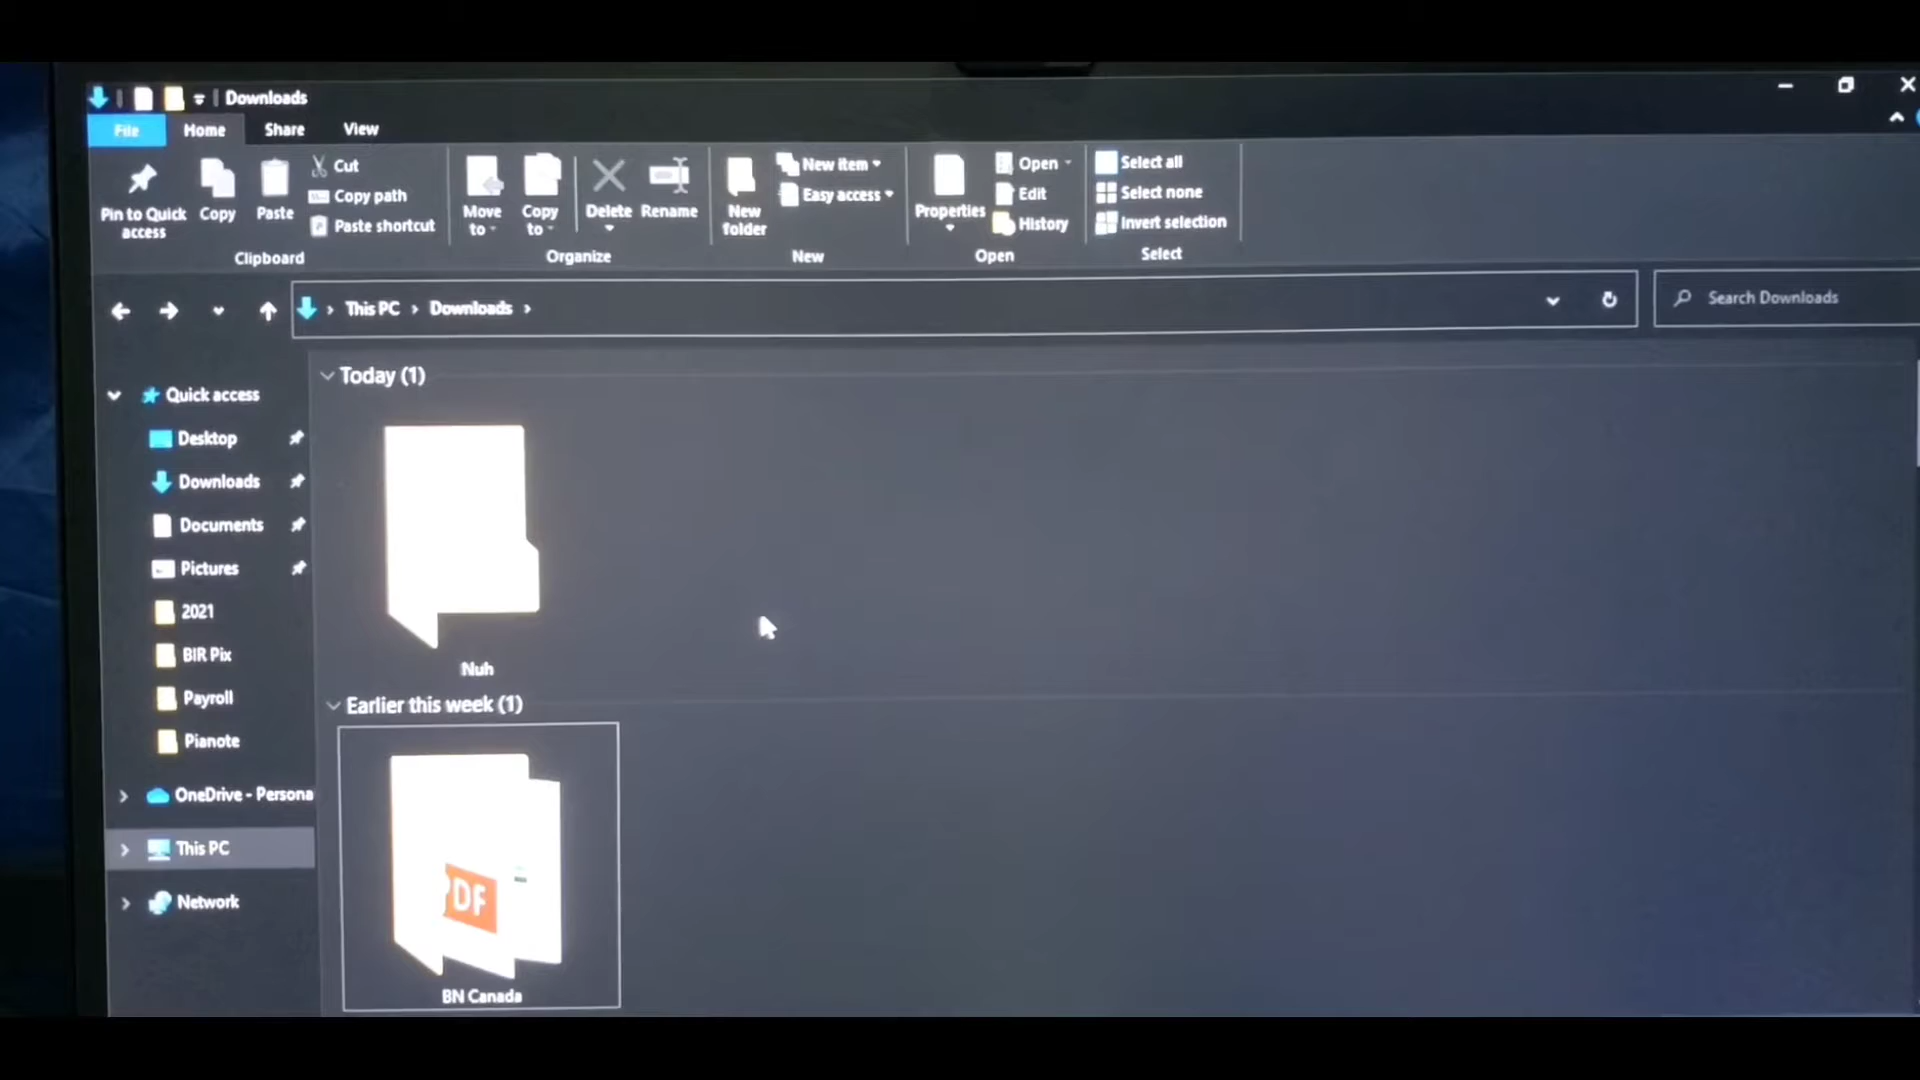 Downloads
File Home Share View
Pin to Quick access
Copy
Paste
Cut
Copy path
Paste shortcut
Clipboard
Move to
Copy to
Delete
Rename
Organize
New folder
New item
Easy access
New
Properties
Open
Edit
History
Open
Select all
Select none
Invert selection
Select
This PC > Downloads >
Search Downloads
Quick access
Desktop
Downloads
Documents
Pictures
2021
BIR Pix
Payroll
Pianote
OneDrive - Persona
This PC
Network
Today (1)
Nuh
Earlier this week (1)
PDF
BN Canada